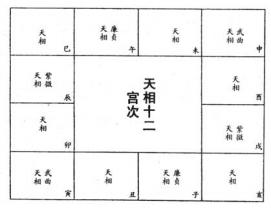 天相
巳
廉貞
天相
午
天相
未
武曲
天相
申
紫微
天相
辰
天相十二
宮次
天相
酉
天相
卯
紫微
天相
戌
武曲
天相
寅
天相
丑
廉貞
天相
子
天相
亥